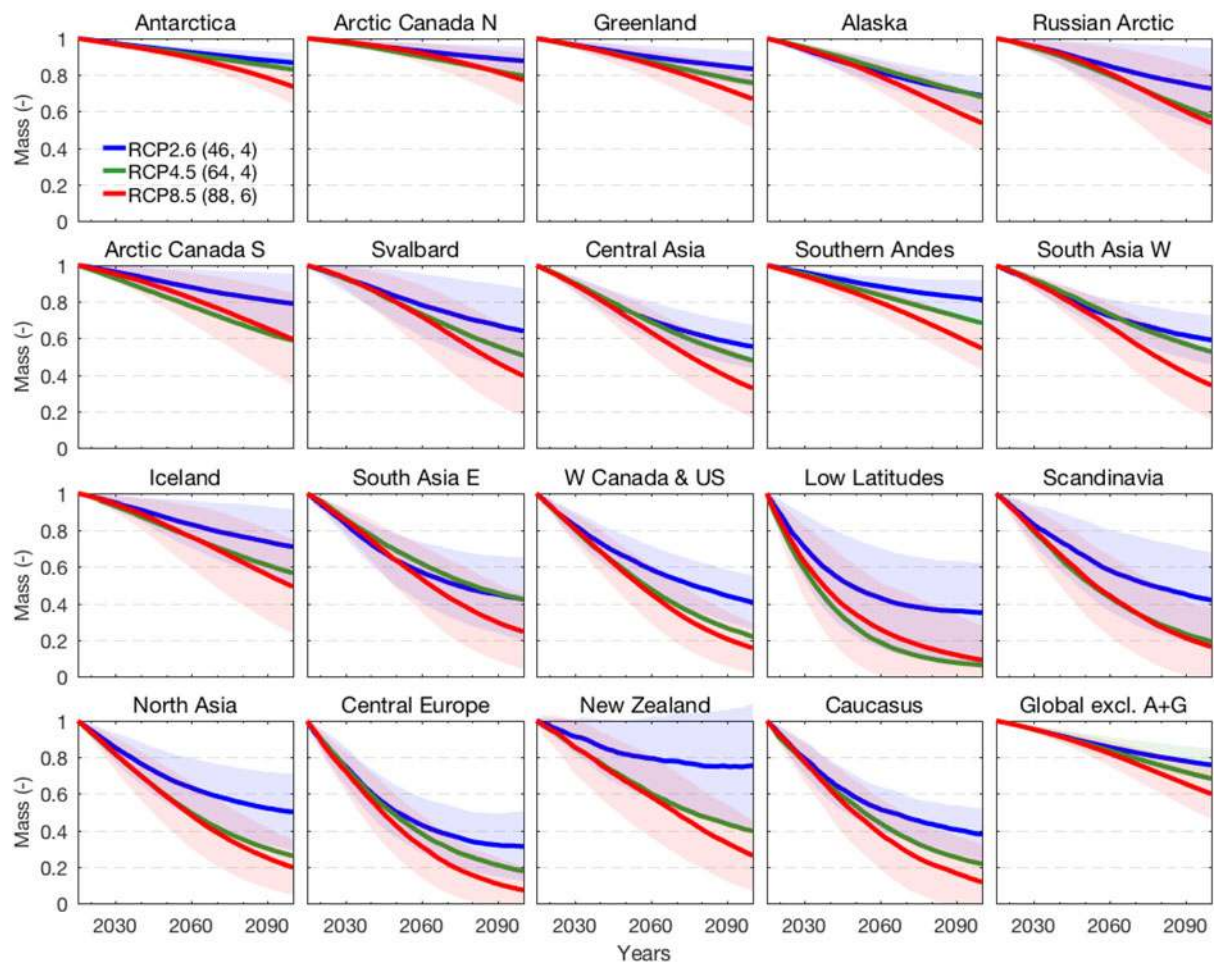 Antarctica
Arctic Canada N
Greenland
Alaska
Russian Arctic
1
0.8
0.6
0.4
0.2
0
Mass (-)
RCP2.6 (46, 4)
RCP4.5 (64, 4)
RCP8.5 (88, 6)
Arctic Canada S
Svalbard
Central Asia
Southern Andes
South Asia W
1
0.8
0.6
0.4
0.2
0
Mass (-)
Iceland
South Asia E
W Canada & US
Low Latitudes
Scandinavia
1
0.8
0.6
0.4
0.2
0
Mass (-)
North Asia
Central Europe
New Zealand
Caucasus
Global excl. A+G
1
0.8
0.6
0.4
0.2
0
Mass (-)
2030 2060 2090
2030 2060 2090
2030 2060 2090
2030 2060 2090
2030 2060 2090
Years